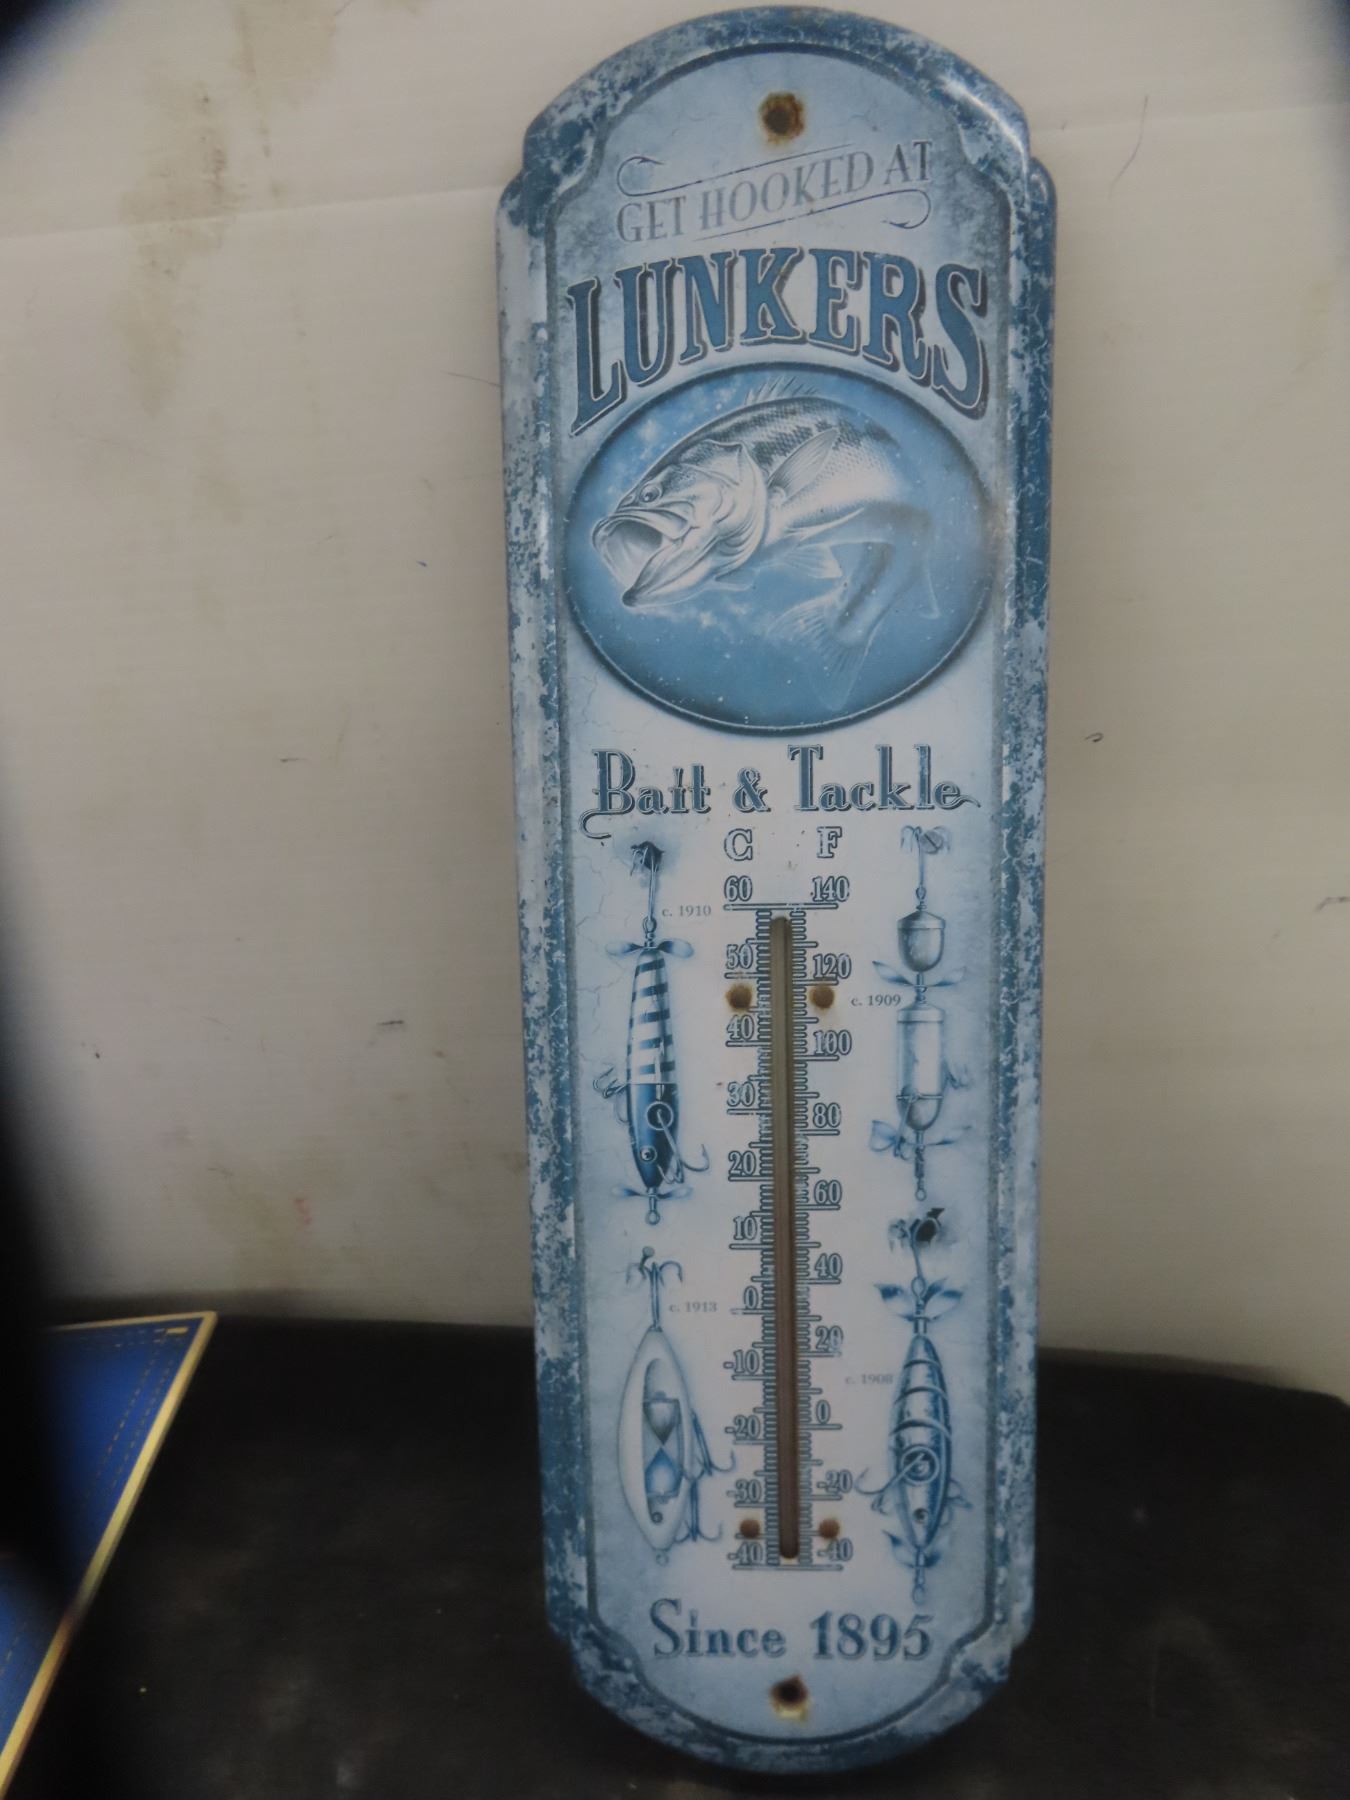 GET HOOKED AT
LUNKERS
Bait & Tackle
C F
60 140
c. 1910
50 120
c. 1909
40 100
30 80
20 60
10 40
0 20
c. 1913
-10 0
c. 1908
-20 -20
-30 -40
-40
Since 1895